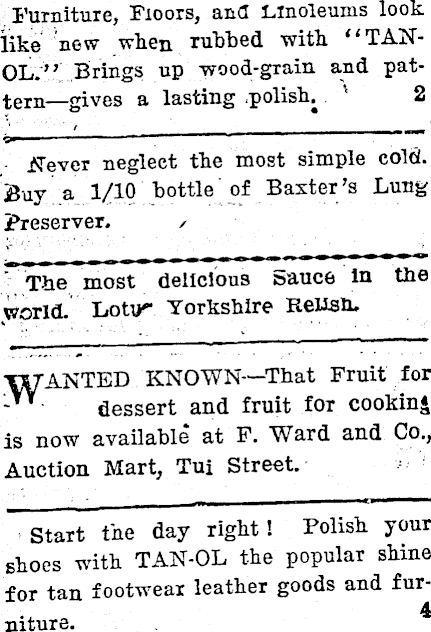 Furniture, Floors, and Linoleums look
like new when rubbed with "TAN-
OL." Brings up wood-grain and pat-
tern—gives a lasting polish. 2
Never neglect the most simple cold.
Buy a 1/10 bottle of Baxter's Lung
Preserver.
The most delicious Sauce in the
world. Yorkshire Relish.
WANTED KNOWN—That Fruit for
dessert and fruit for cooking
is now available at F. Ward and Co.,
Auction Mart, Tui Street.
Start the day right! Polish your
shoes with TAN-OL the popular shine
for tan footwear leather goods and fur-
niture. 4